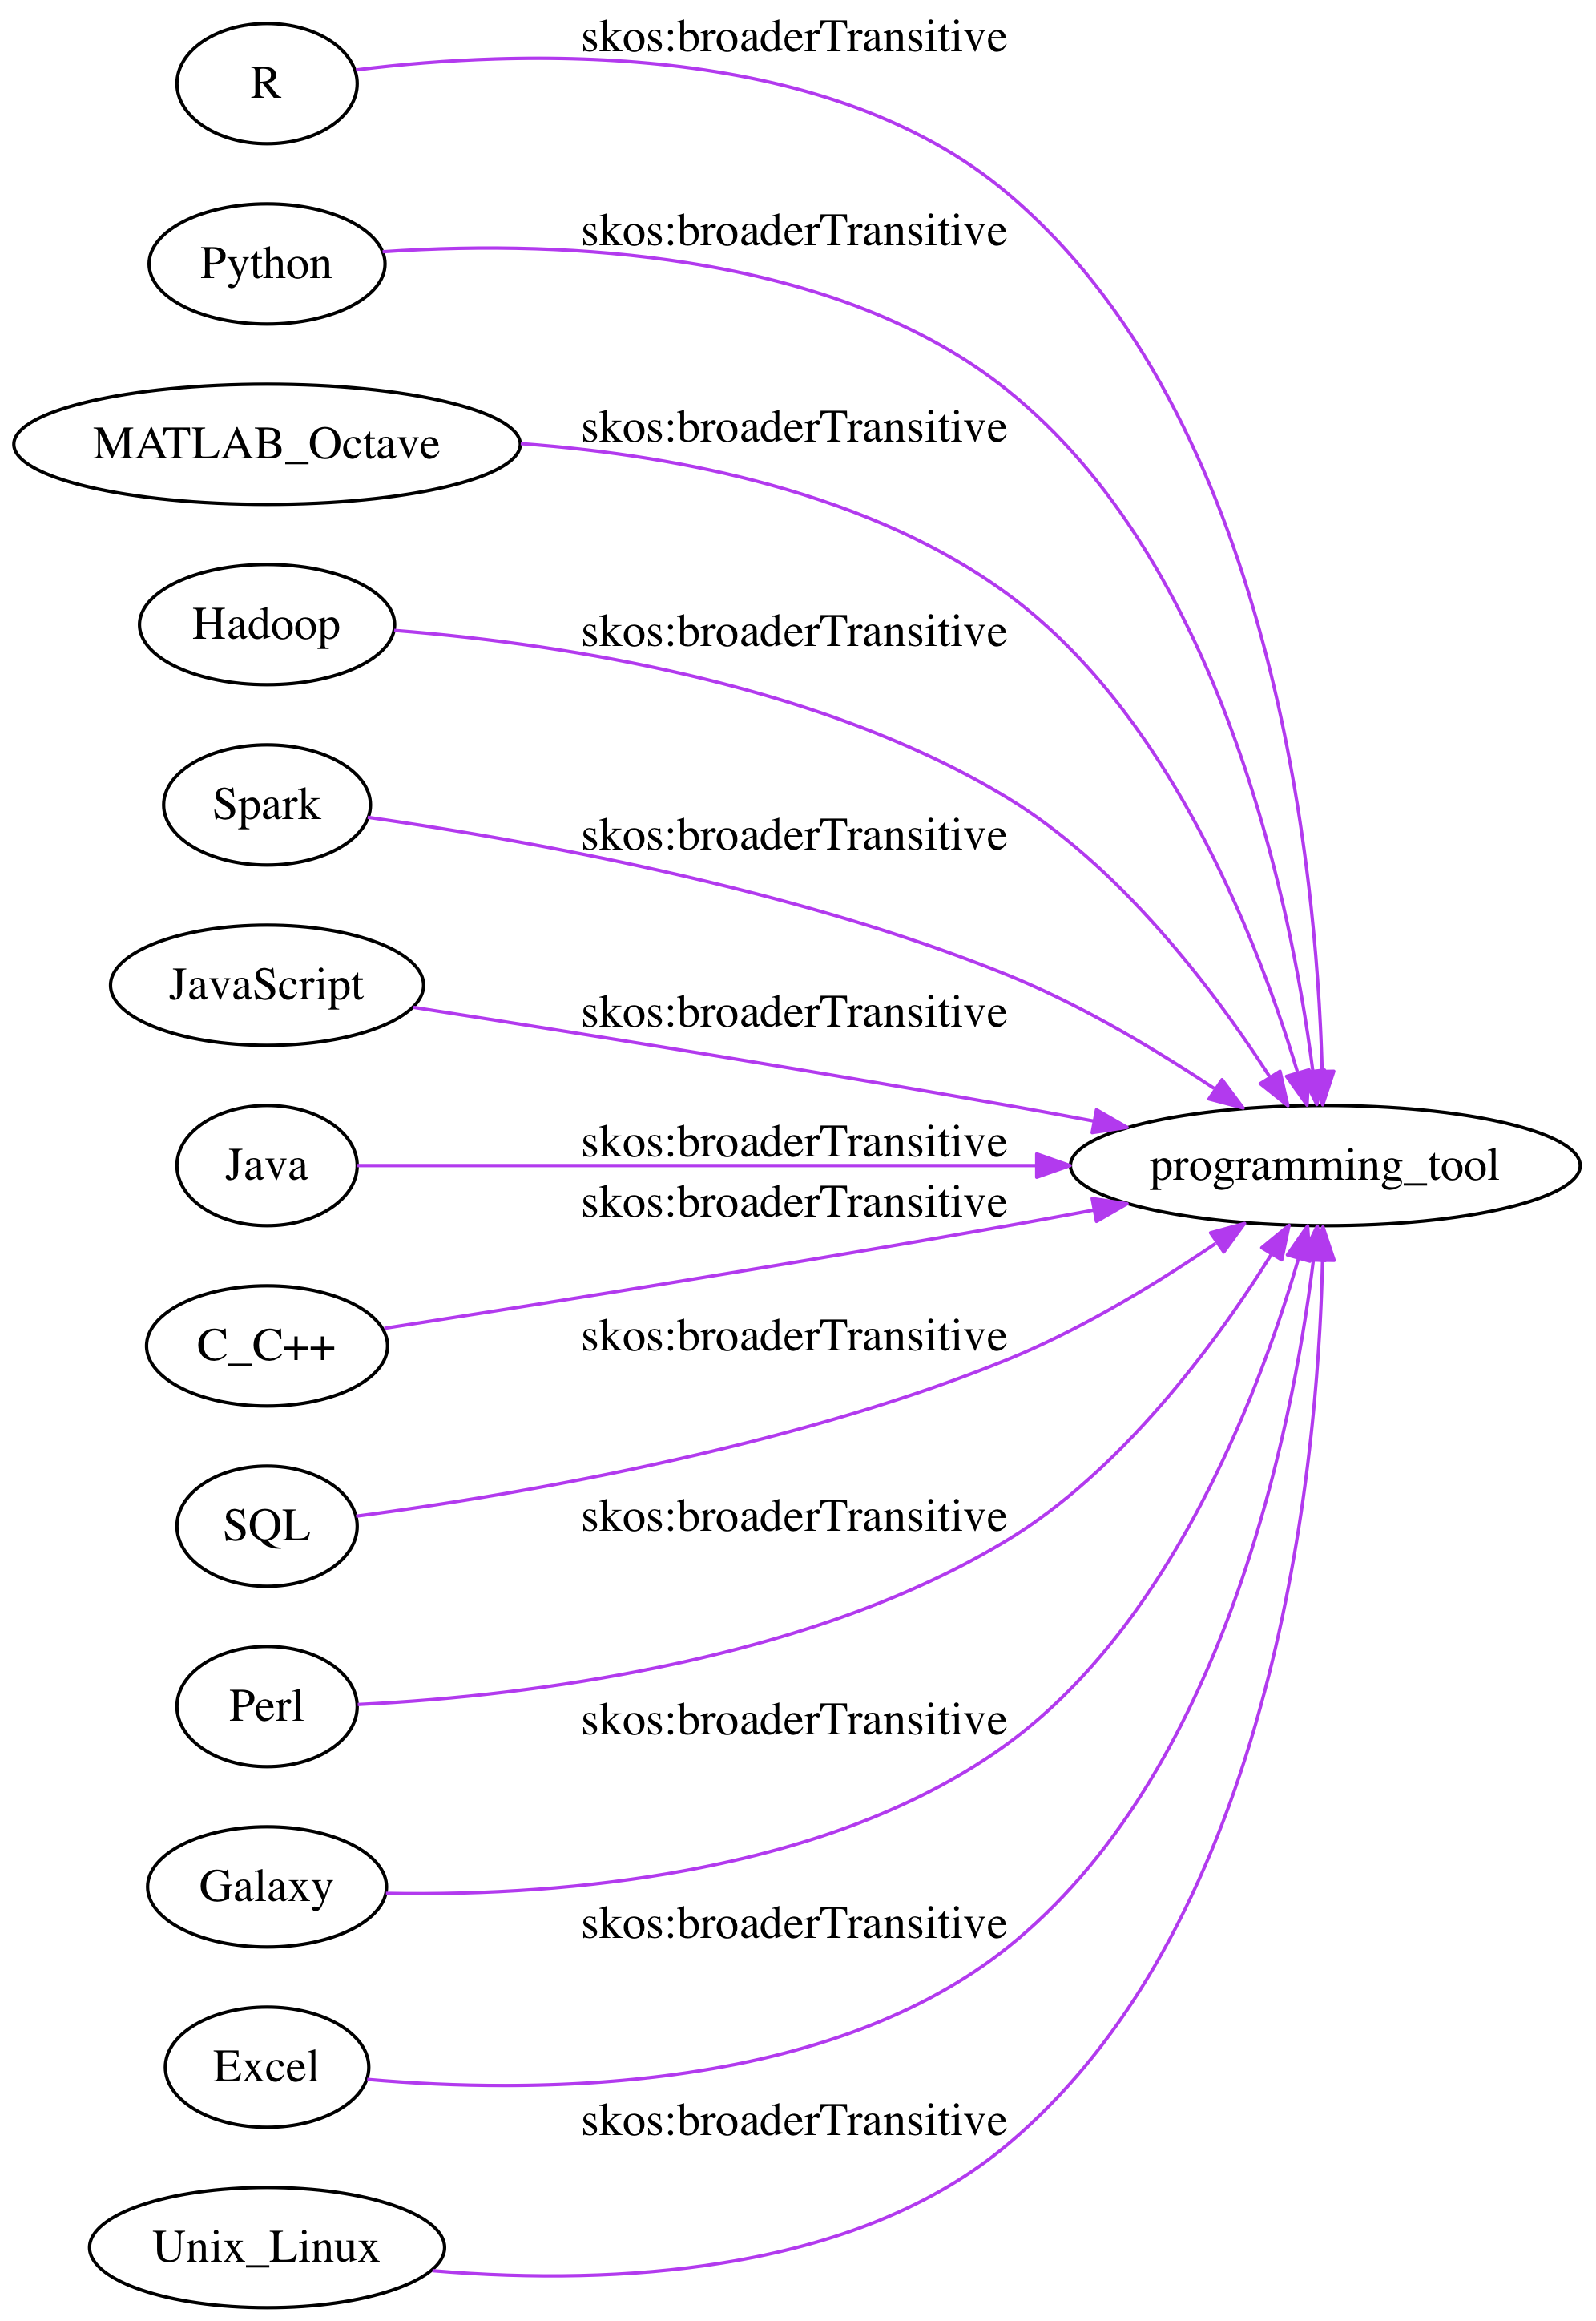 R
skos:broaderTransitive
Python
skos:broaderTransitive
MATLAB_Octave
skos:broaderTransitive
Hadoop
skos:broaderTransitive
Spark
skos:broaderTransitive
JavaScript
skos:broaderTransitive
Java
skos:broaderTransitive
programming_tool
skos:broaderTransitive
C_C++
skos:broaderTransitive
SQL
skos:broaderTransitive
Perl
skos:broaderTransitive
Galaxy
skos:broaderTransitive
Excel
skos:broaderTransitive
Unix_Linux